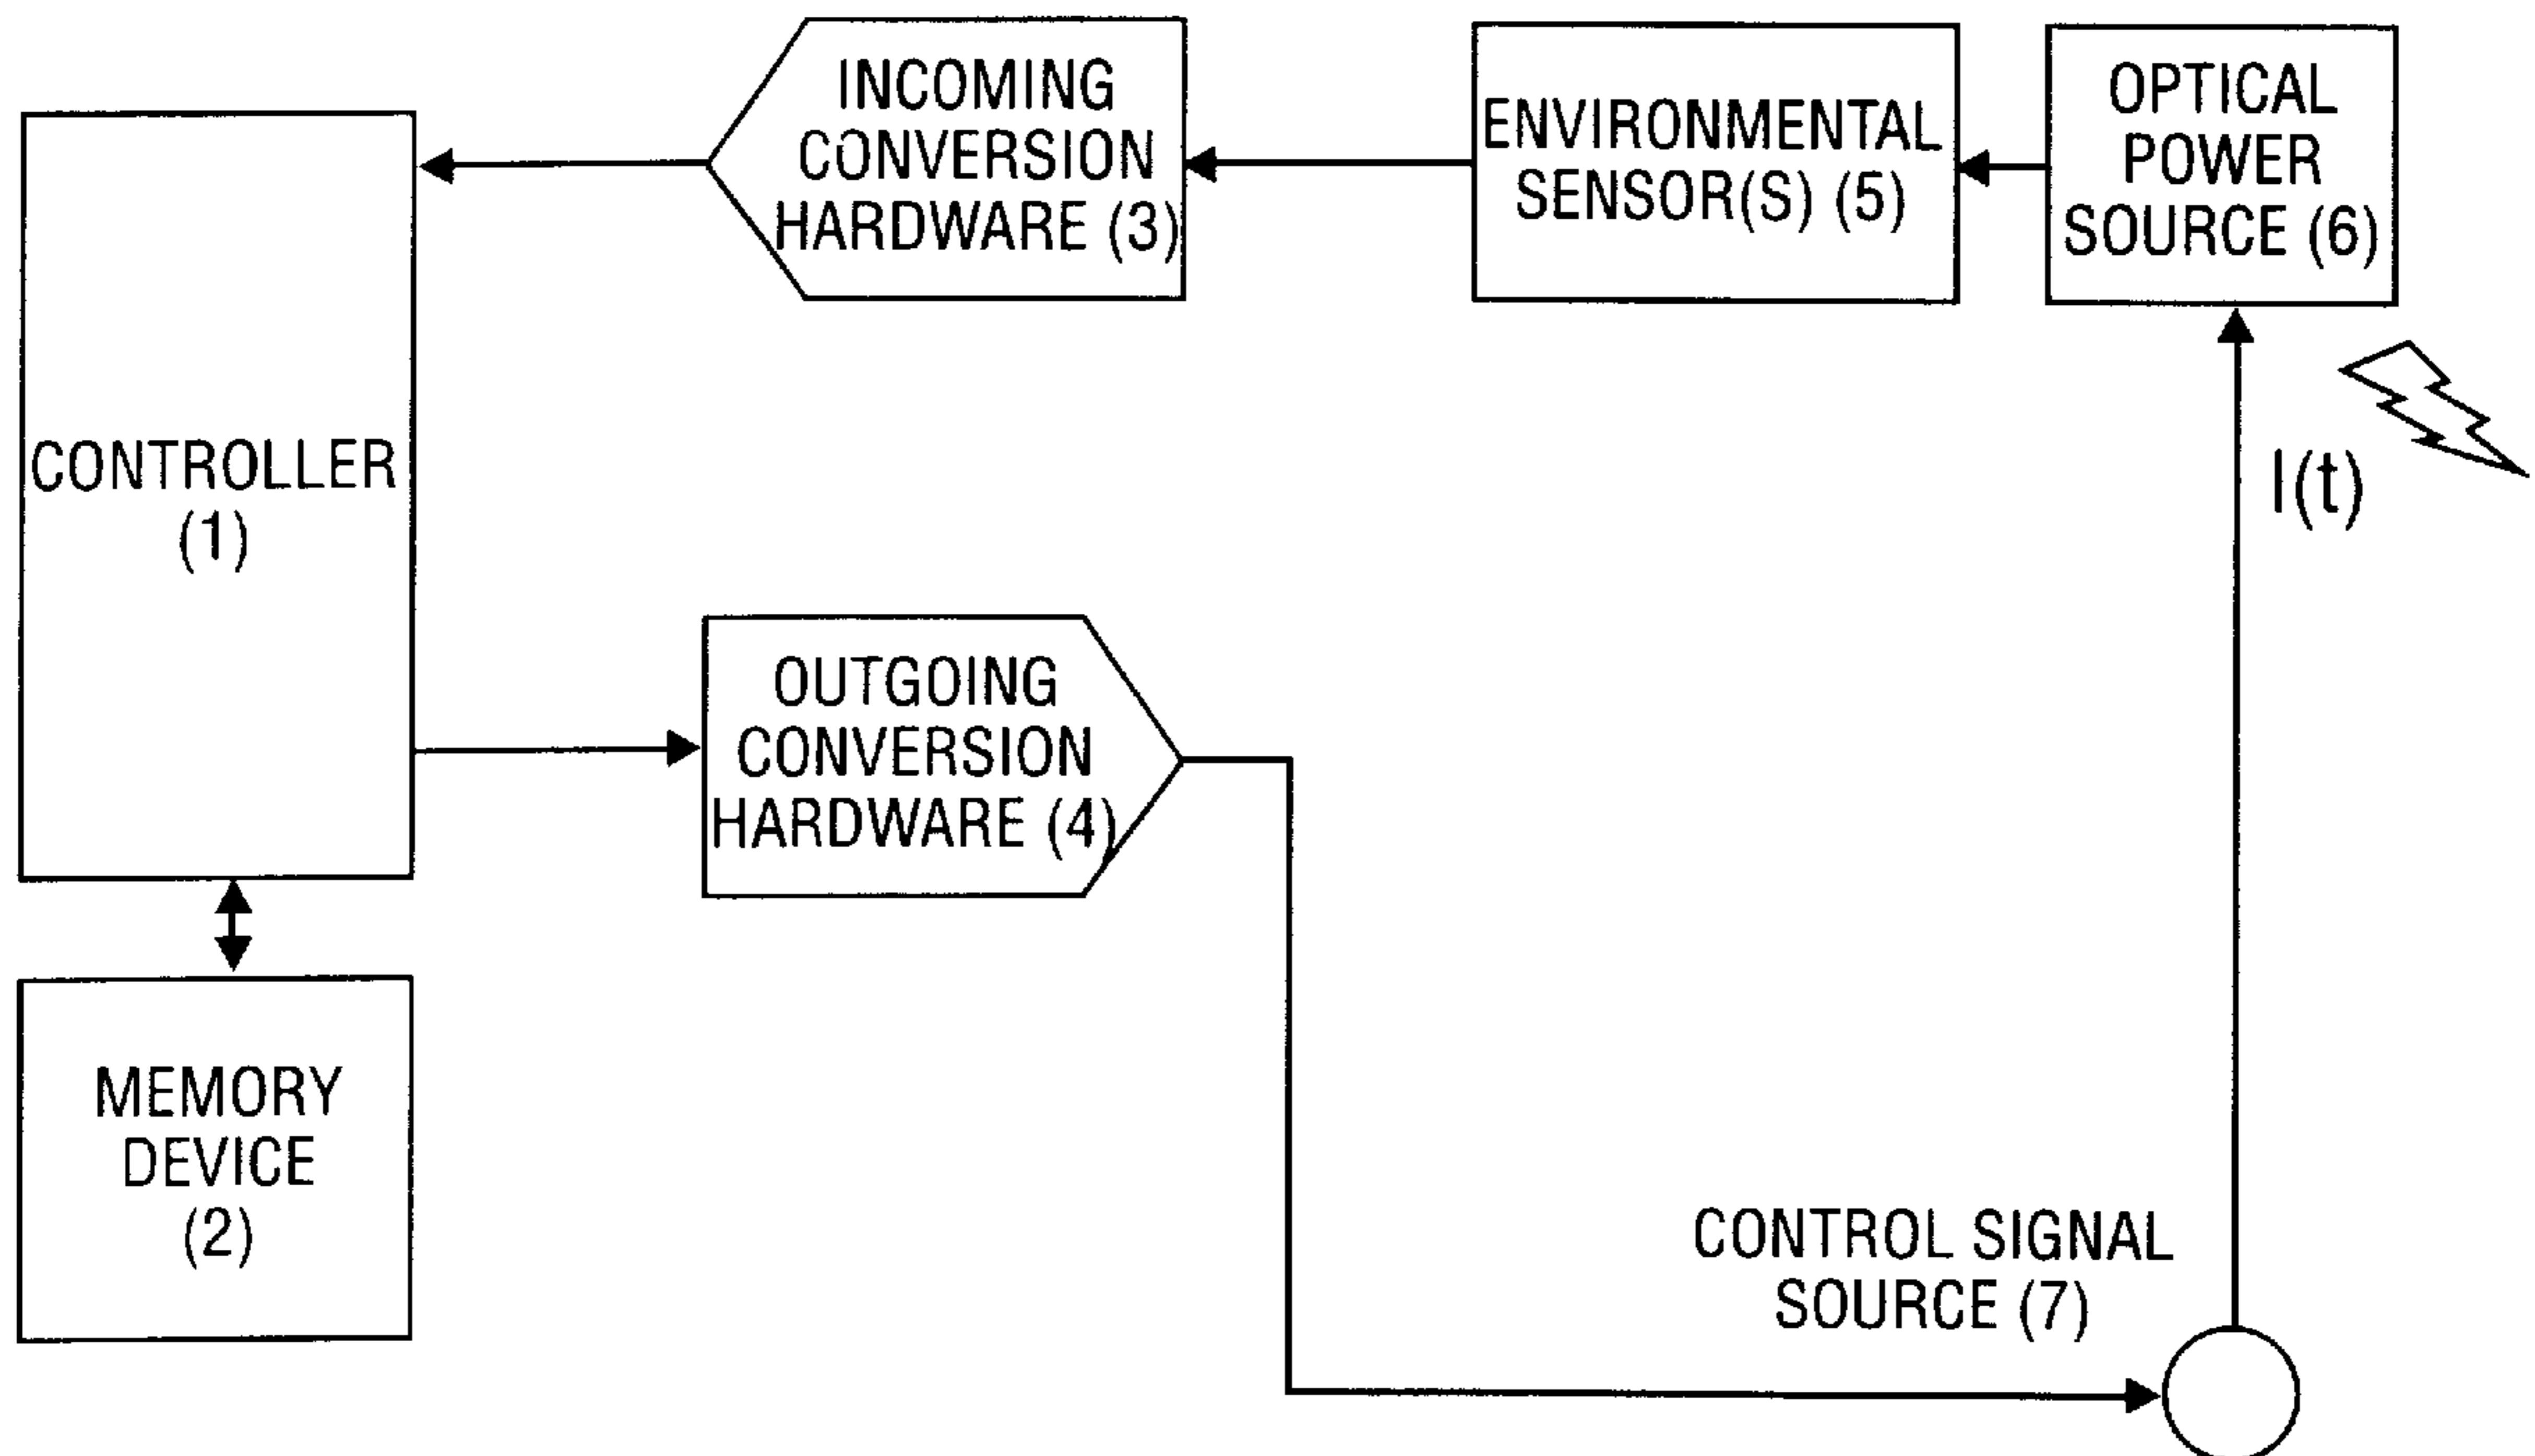 INCOMING
CONVERSION
HARDWARE (3)
ENVIRONMENTAL
SENSOR(S) (5)
OPTICAL
POWER
SOURCE (6)
CONTROLLER
(1)
I(t)
OUTGOING
CONVERSION
HARDWARE (4)
MEMORY
DEVICE
(2)
CONTROL SIGNAL
SOURCE (7)